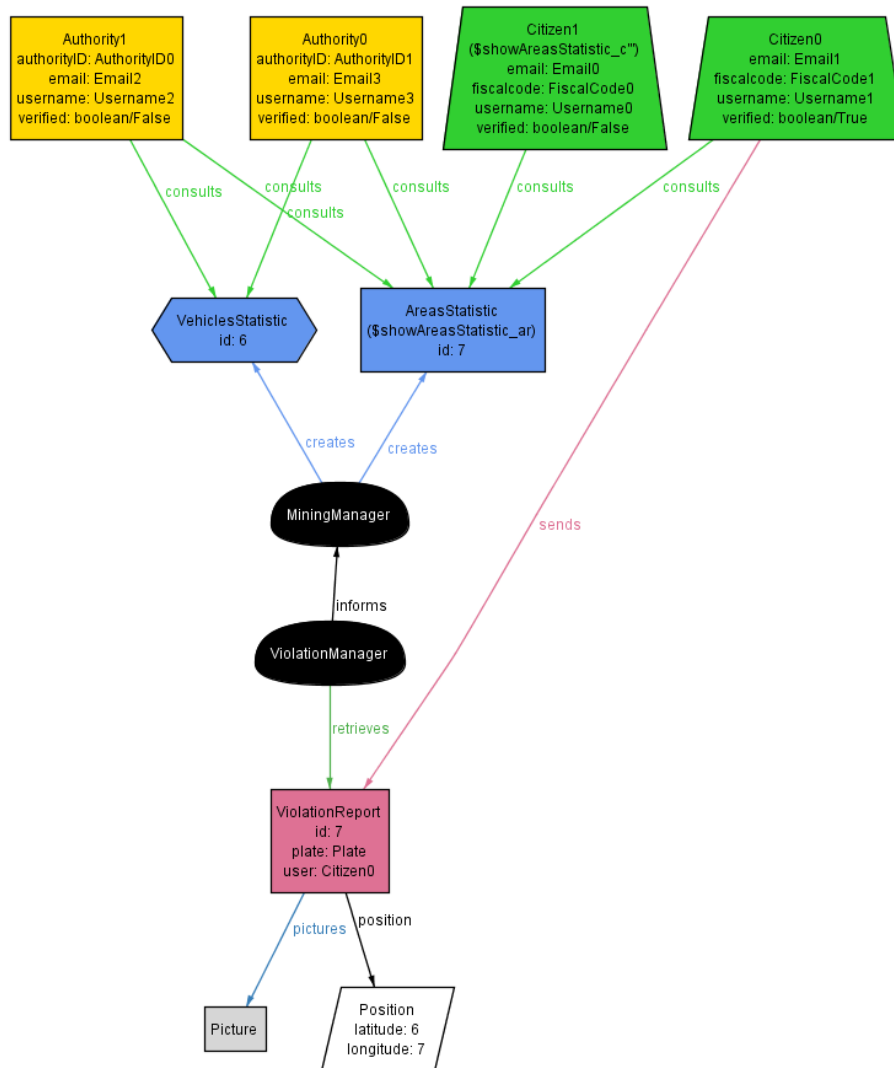 Authority1
authorityID: AuthorityID0
email: Email2
username: Username2
verified: boolean/False
Authority0
authorityID: AuthorityID1
email: Email3
username: Username3
verified: boolean/False
Citizen1
($showAreasStatistic_c'')
email: Email0
fiscalcode: FiscalCode0
username: Username0
verified: boolean/False
Citizen0
email: Email1
fiscalcode: FiscalCode1
username: Username1
verified: boolean/True
consults
consults
consults
consults
consults
VehiclesStatistic
id: 6
AreasStatistic
($showAreasStatistic_ar)
id: 7
creates
creates
MiningManager
sends
informs
ViolationManager
retrieves
ViolationReport
id: 7
plate: Plate
user: Citizen0
pictures
position
Picture
Position
latitude: 6
longitude: 7